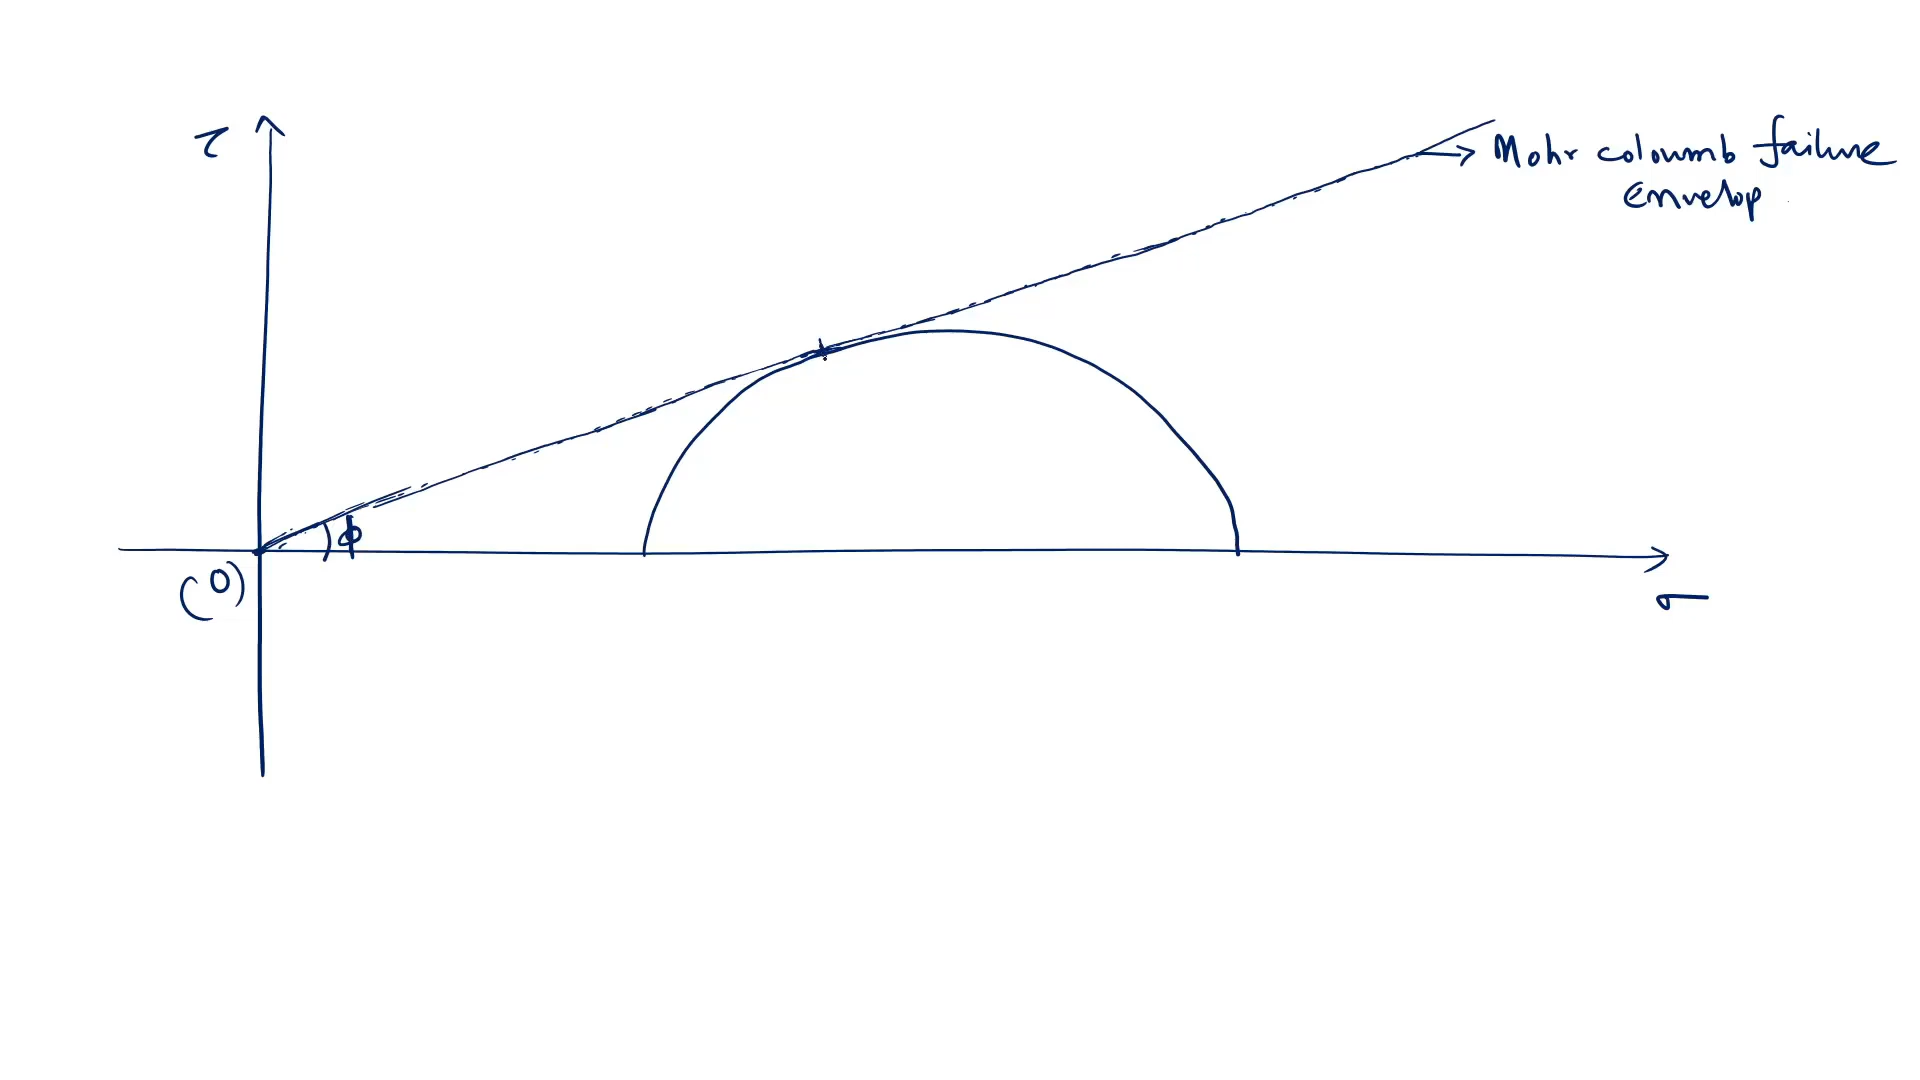 τ
Mohr coloumb failure
envelop
ϕ
(0)
σ